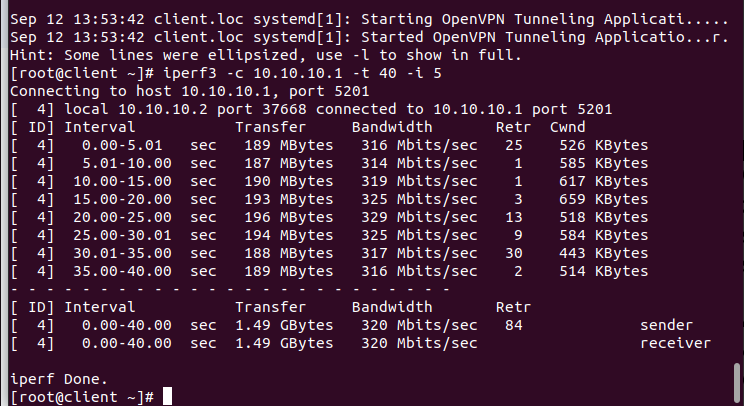 Sep 12 13:53:42 client.loc systemd[1]: Starting OpenVPN Tunneling Applicati.....
Sep 12 13:53:42 client.loc systemd[1]: Started OpenVPN Tunneling Applicatio...r.
Hint: Some lines were ellipsized, use -l to show in full.
[root@client ~]# iperf3 -c 10.10.10.1 -t 40 -i 5
Connecting to host 10.10.10.1, port 5201
[  4] local 10.10.10.2 port 37668 connected to 10.10.10.1 port 5201
[ ID] Interval           Transfer     Bandwidth       Retr  Cwnd
[  4]   0.00-5.01   sec   189 MBytes   316 Mbits/sec   25    526 KBytes
[  4]   5.01-10.00  sec   187 MBytes   314 Mbits/sec    1    585 KBytes
[  4]  10.00-15.00  sec   190 MBytes   319 Mbits/sec    1    617 KBytes
[  4]  15.00-20.00  sec   193 MBytes   325 Mbits/sec    3    659 KBytes
[  4]  20.00-25.00  sec   196 MBytes   329 Mbits/sec   13    518 KBytes
[  4]  25.00-30.01  sec   194 MBytes   325 Mbits/sec    9    584 KBytes
[  4]  30.01-35.00  sec   188 MBytes   317 Mbits/sec   30    443 KBytes
[  4]  35.00-40.00  sec   189 MBytes   316 Mbits/sec    2    514 KBytes
- - - - - - - - - - - - - - - - - - - - - - - - -
[ ID] Interval           Transfer     Bandwidth       Retr
[  4]   0.00-40.00  sec  1.49 GBytes   320 Mbits/sec   84             sender
[  4]   0.00-40.00  sec  1.49 GBytes   320 Mbits/sec                  receiver

iperf Done.
[root@client ~]#